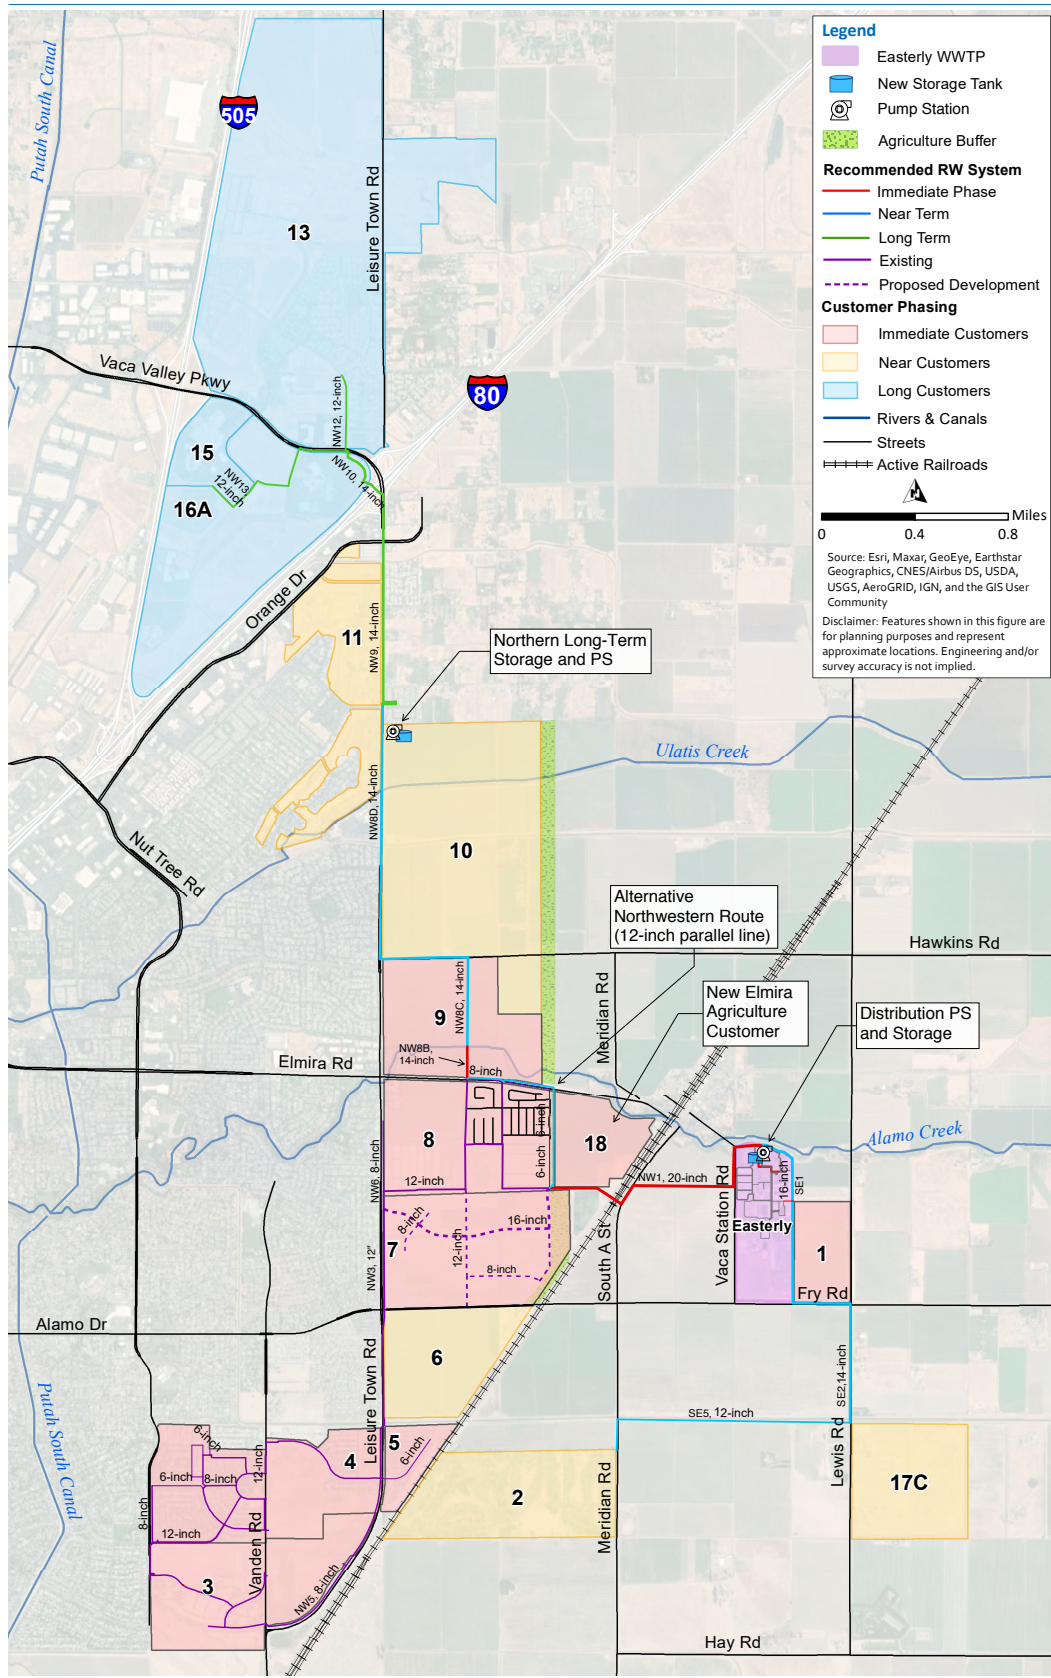 Legend
Easterly WWTP
New Storage Tank
Pump Station
Agriculture Buffer
Recommended RW System
Immediate Phase
Near Term
Long Term
Existing
Proposed Development
Customer Phasing
Immediate Customers
Near Customers
Long Customers
Rivers & Canals
Streets
Active Railroads
Miles
0 0.4 0.8
Source: Esri, Maxar, GeoEye, Earthstar
Geographics, CNES/Airbus DS, USDA,
USGS, AeroGRID, IGN, and the GIS User
Community
Disclaimer: Features shown in this figure are
for planning purposes and represent
approximate locations. Engineering and/or
survey accuracy is not implied.
Putah South Canal
505
Leisure Town Rd
13
Vaca Valley Pkwy
80
NW12, 12-inch
15
NW13,
12-inch
NW10, 14-inch
16A
Orange Dr
11
NW9, 14-inch
Northern Long-Term
Storage and PS
Ulatis Creek
NW8D, 14-inch
Nut Tree Rd
10
Alternative
Northwestern Route
(12-inch parallel line)
Hawkins Rd
Meridian Rd
New Elmira
Agriculture
Customer
Distribution PS
and Storage
9
NW8C, 14-inch
NW8B,
14-inch
Elmira Rd
8-inch
6-inch
8
18
6-inch
Alamo Creek
NW6, 8-inch
12-inch
NW1, 20-inch
16-inch
SE1
Vaca Station Rd
Easterly
8-inch
16-inch
12-inch
7
NW3, 12"
8-inch
South A St
1
Fry Rd
Alamo Dr
6
Leisure Town Rd
SE2,14-inch
SE5, 12-inch
Putah South Canal
6-inch
4
5
6-inch
12-inch
6-inch
8-inch
Lewis Rd
17C
2
Meridian Rd
8-inch
12-inch
Vanden Rd
3
NW5, 8-inch
Hay Rd